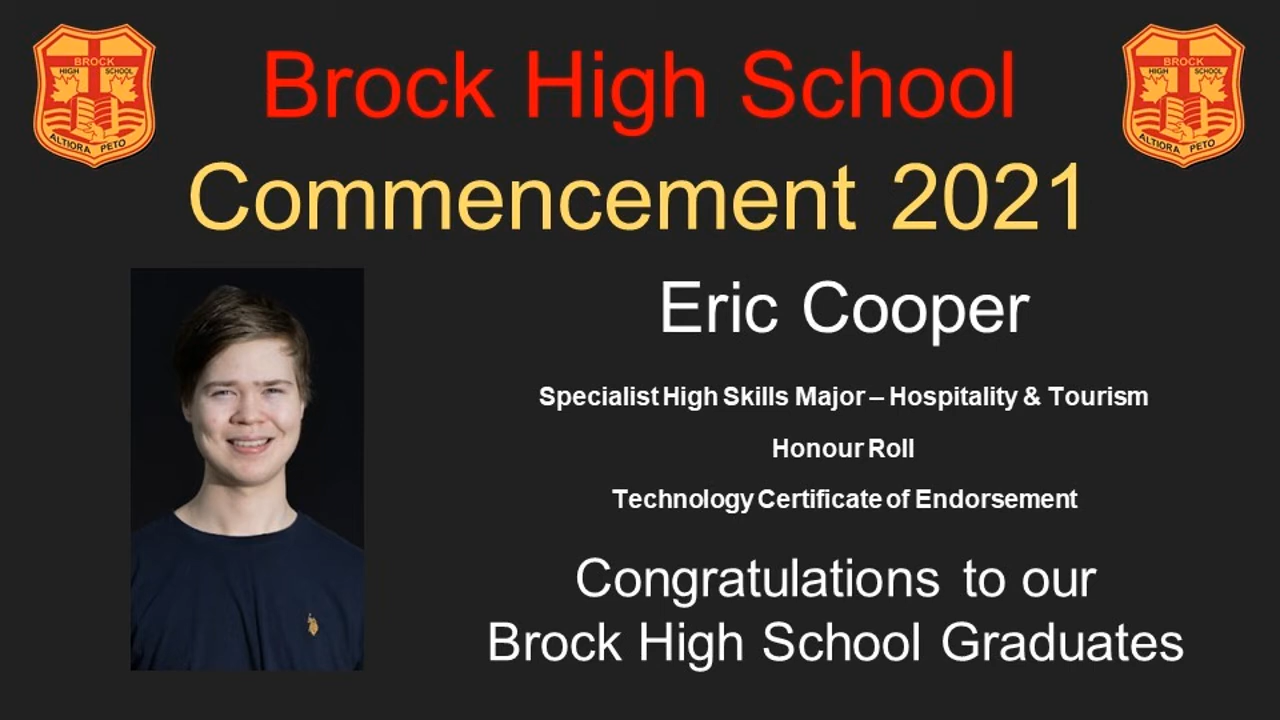 BROCK
HIGH SCHOOL
ALTIORA PETO
Brock High School
BROCK
HIGH SCHOOL
ALTIORA PETO
Commencement 2021
Eric Cooper
Specialist High Skills Major – Hospitality & Tourism
Honour Roll
Technology Certificate of Endorsement
Congratulations to our
Brock High School Graduates